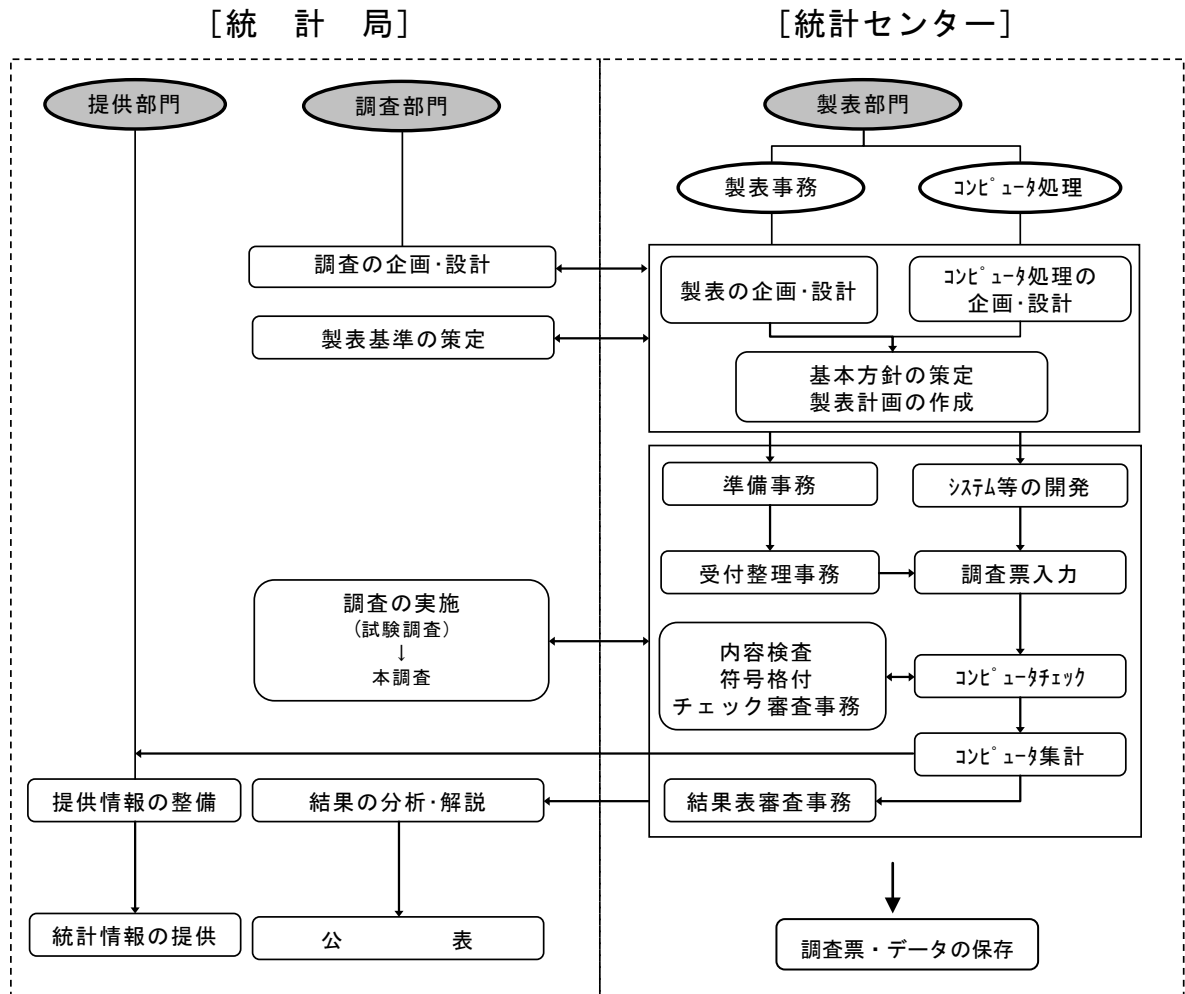 [統　計　局]
[統計センター]
提供部門
調査部門
製表部門
製表事務
ｺﾝﾋﾟｭｰﾀ処理
調査の企画･設計
製表の企画･設計
ｺﾝﾋﾟｭｰﾀ処理の
企画･設計
製表基準の策定
基本方針の策定
製表計画の作成
準備事務
ｼｽﾃﾑ等の開発
受付整理事務
調査票入力
調査の実施
(試験調査)
↓
本調査
内容検査
符号格付
チェック審査事務
ｺﾝﾋﾟｭｰﾀﾁｪｯｸ
ｺﾝﾋﾟｭｰﾀ集計
提供情報の整備
結果の分析･解説
結果表審査事務
統計情報の提供
公　　　　　表
調査票・データの保存